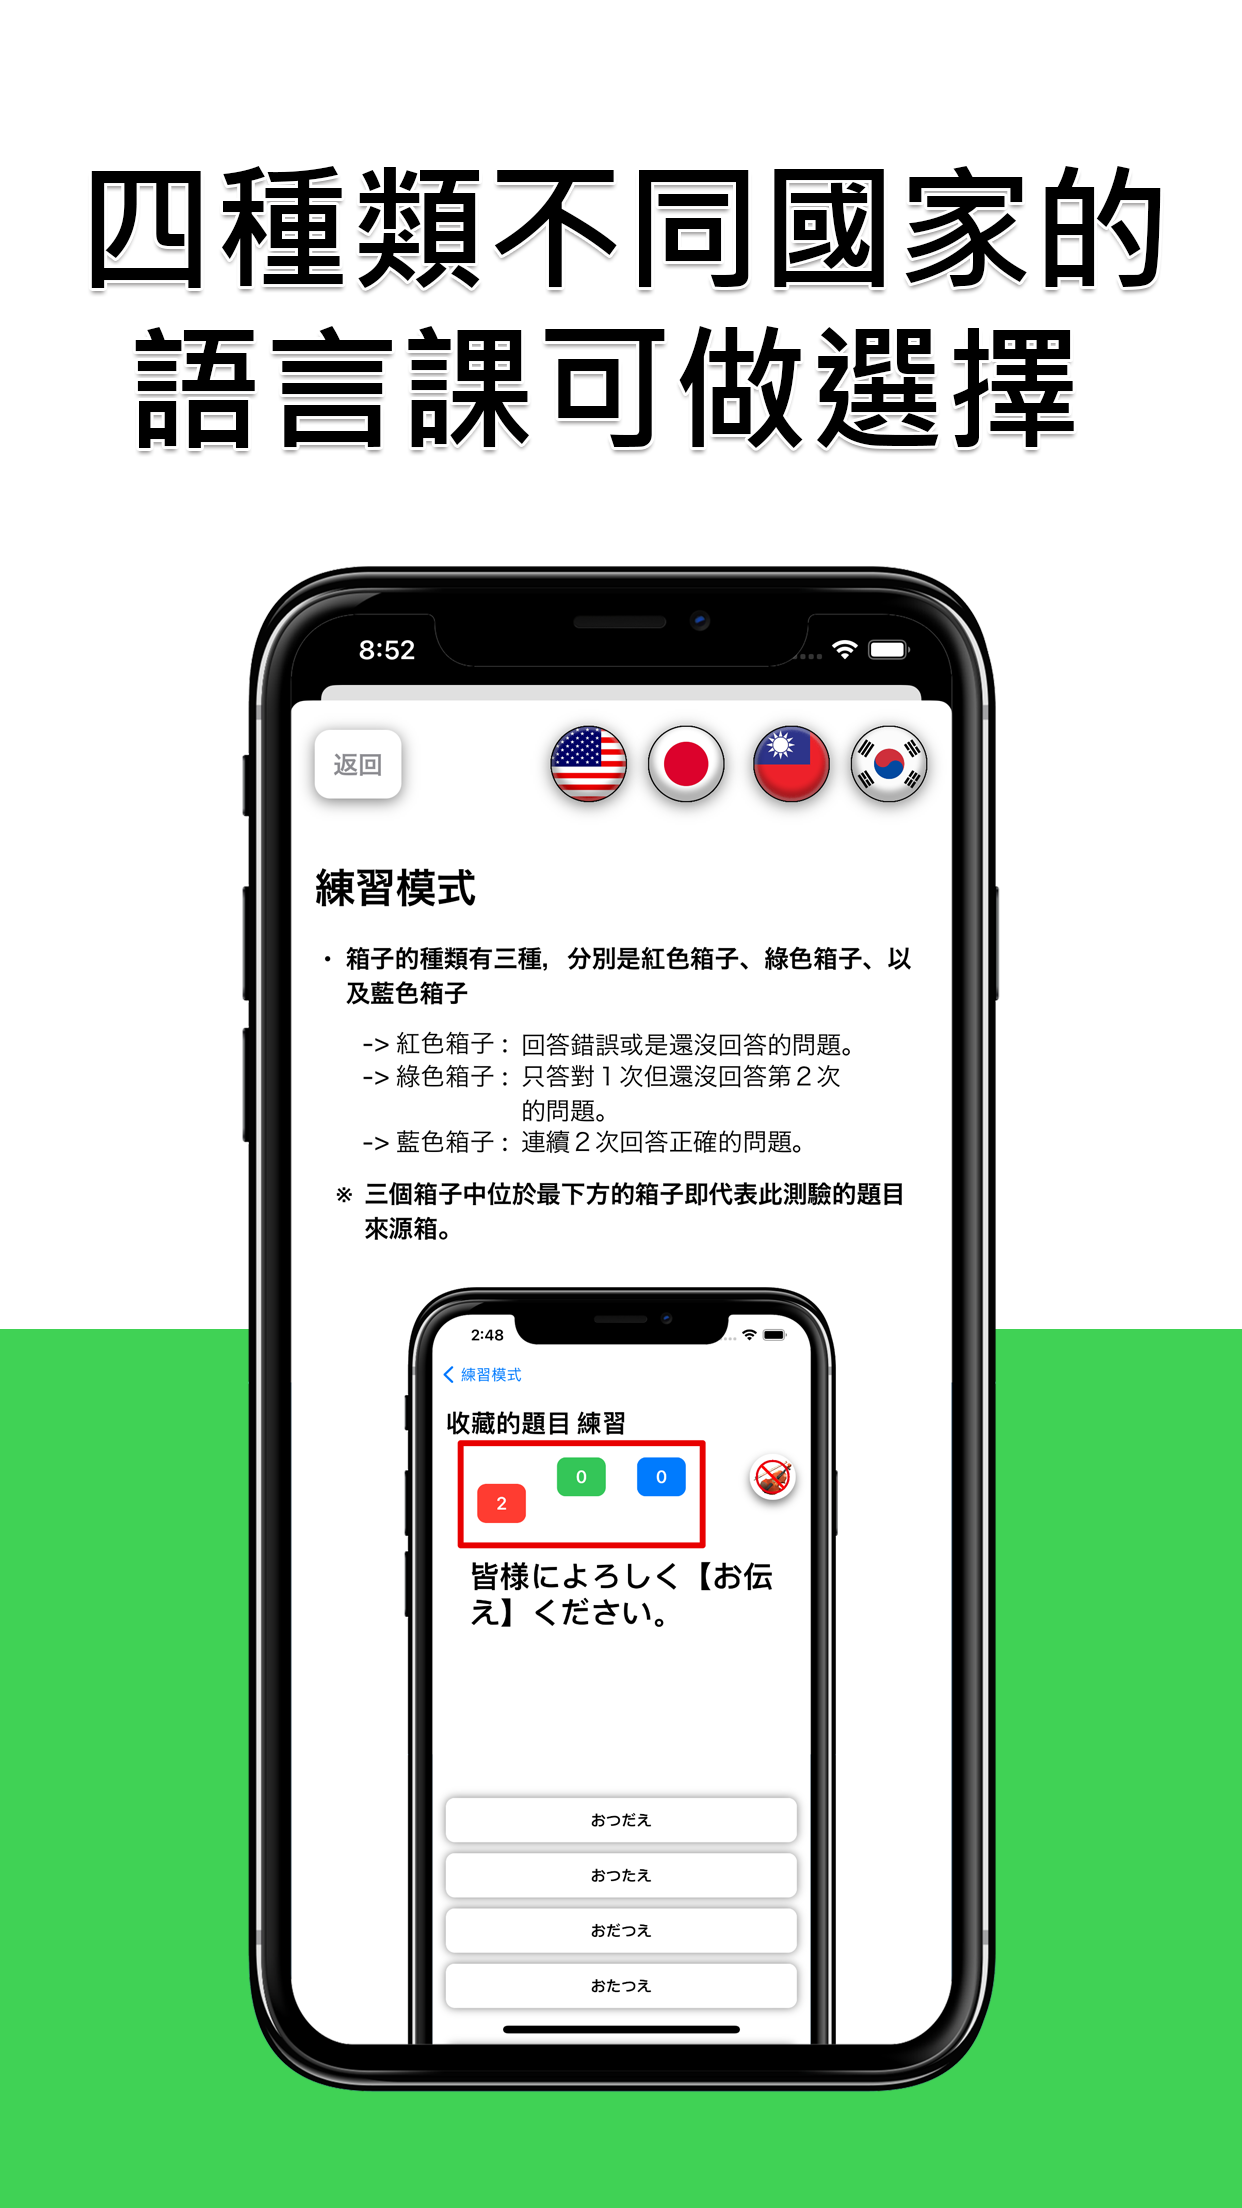 四種類不同國家的
語言課可做選擇
8:52
返回
練習模式
・ 箱子的種類有三種，分別是紅色箱子、綠色箱子、以
及藍色箱子
-> 紅色箱子： 回答錯誤或是還沒回答的問題。
-> 綠色箱子： 只答對１次但還沒回答第２次
的問題。
-> 藍色箱子： 連續２次回答正確的問題。
※ 三個箱子中位於最下方的箱子即代表此測驗的題目
來源箱。
2:48
練習模式
收藏的題目 練習
2 0 0
皆様によろしく【お伝
え】ください。
おつだえ
おつたえ
おだつえ
おたつえ